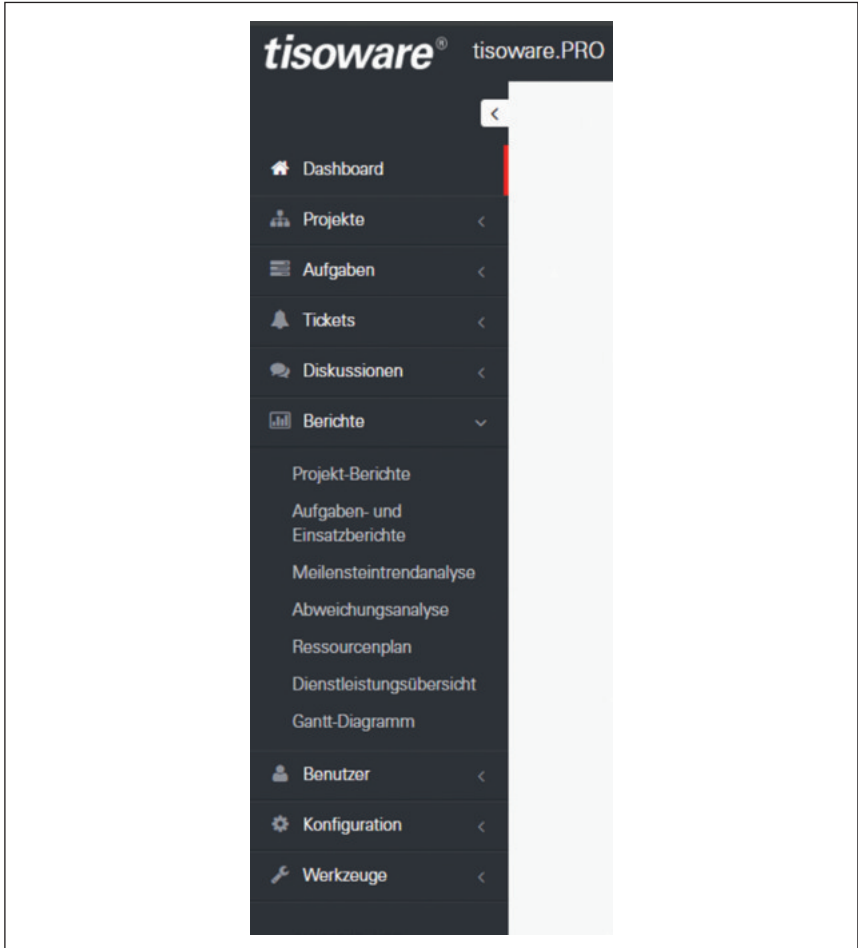 tisoware® tisoware.PRO
Dashboard
Projekte
Aufgaben
Tickets
Diskussionen
Berichte
Projekt-Berichte
Aufgaben- und
Einsatzberichte
Meilensteintrendanalyse
Abweichungsanalyse
Ressourcenplan
Dienstleistungsübersicht
Gantt-Diagramm
Benutzer
Konfiguration
Werkzeuge